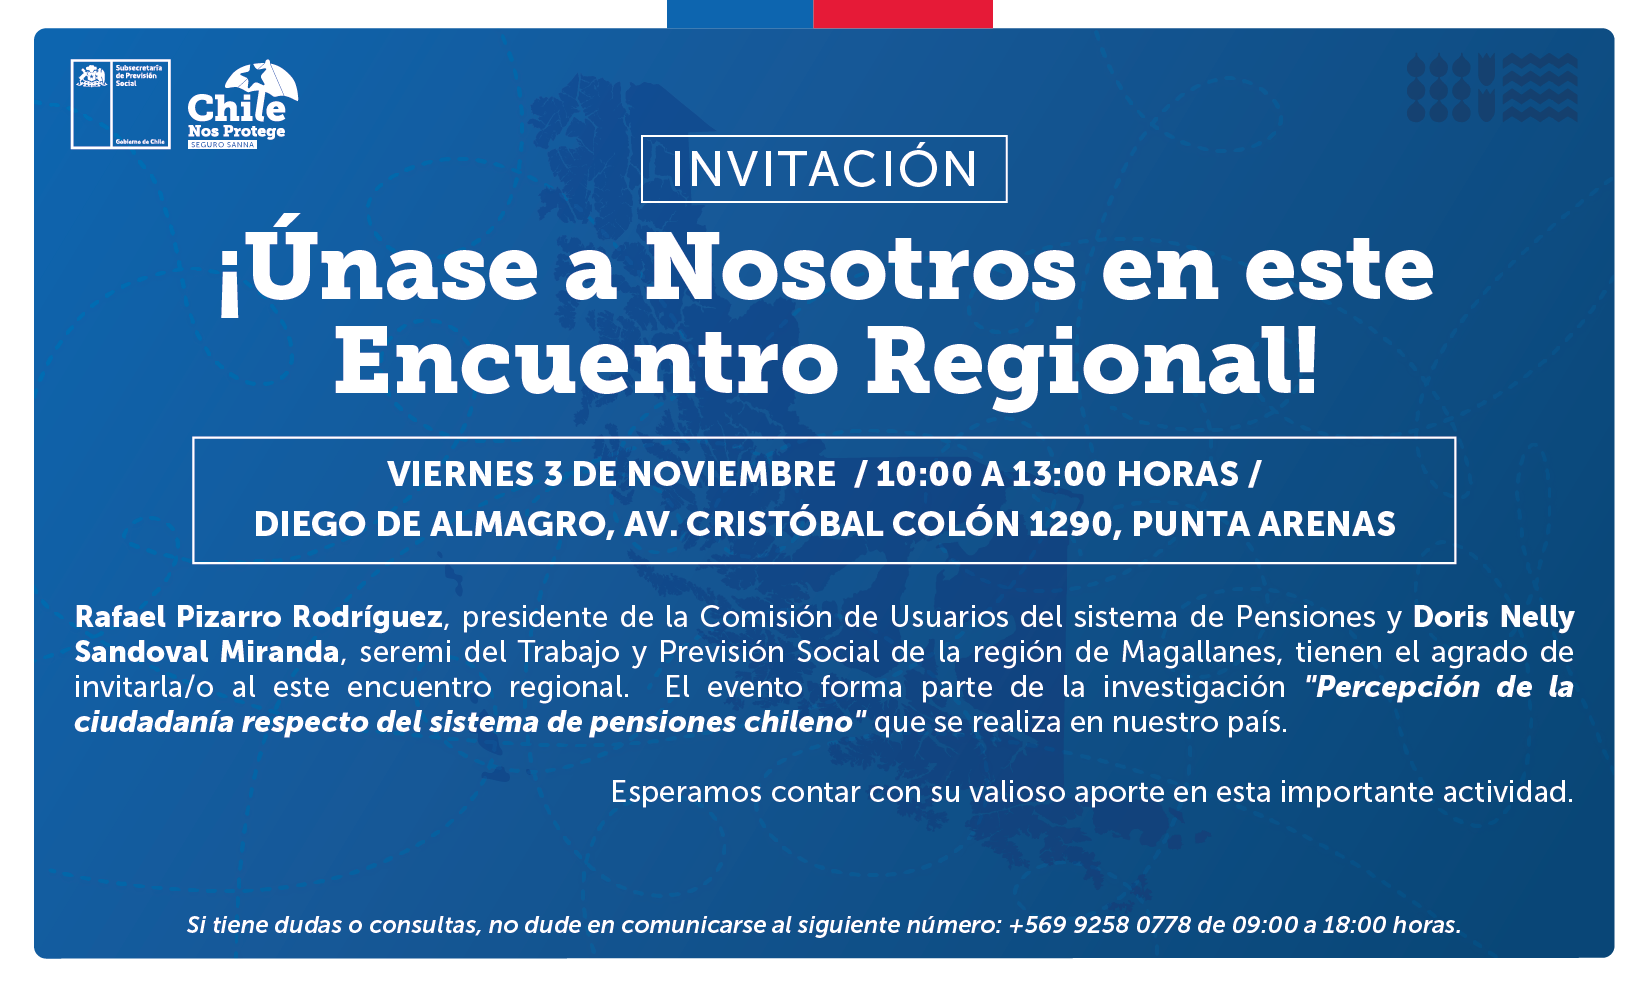 Subsecretaría
de Previsión
Social
Gobierno de Chile
Chile
Nos Protege
SEGURO SANNA
INVITACIÓN
¡Únase a Nosotros en este
Encuentro Regional!
VIERNES 3 DE NOVIEMBRE / 10:00 A 13:00 HORAS /
DIEGO DE ALMAGRO, AV. CRISTÓBAL COLÓN 1290, PUNTA ARENAS
Rafael Pizarro Rodríguez, presidente de la Comisión de Usuarios del sistema de Pensiones y Doris Nelly
Sandoval Miranda, seremi del Trabajo y Previsión Social de la región de Magallanes, tienen el agrado de
invitarla/o al este encuentro regional. El evento forma parte de la investigación "Percepción de la
ciudadanía respecto del sistema de pensiones chileno" que se realiza en nuestro país.
Esperamos contar con su valioso aporte en esta importante actividad.
Si tiene dudas o consultas, no dude en comunicarse al siguiente número: +569 9258 0778 de 09:00 a 18:00 horas.